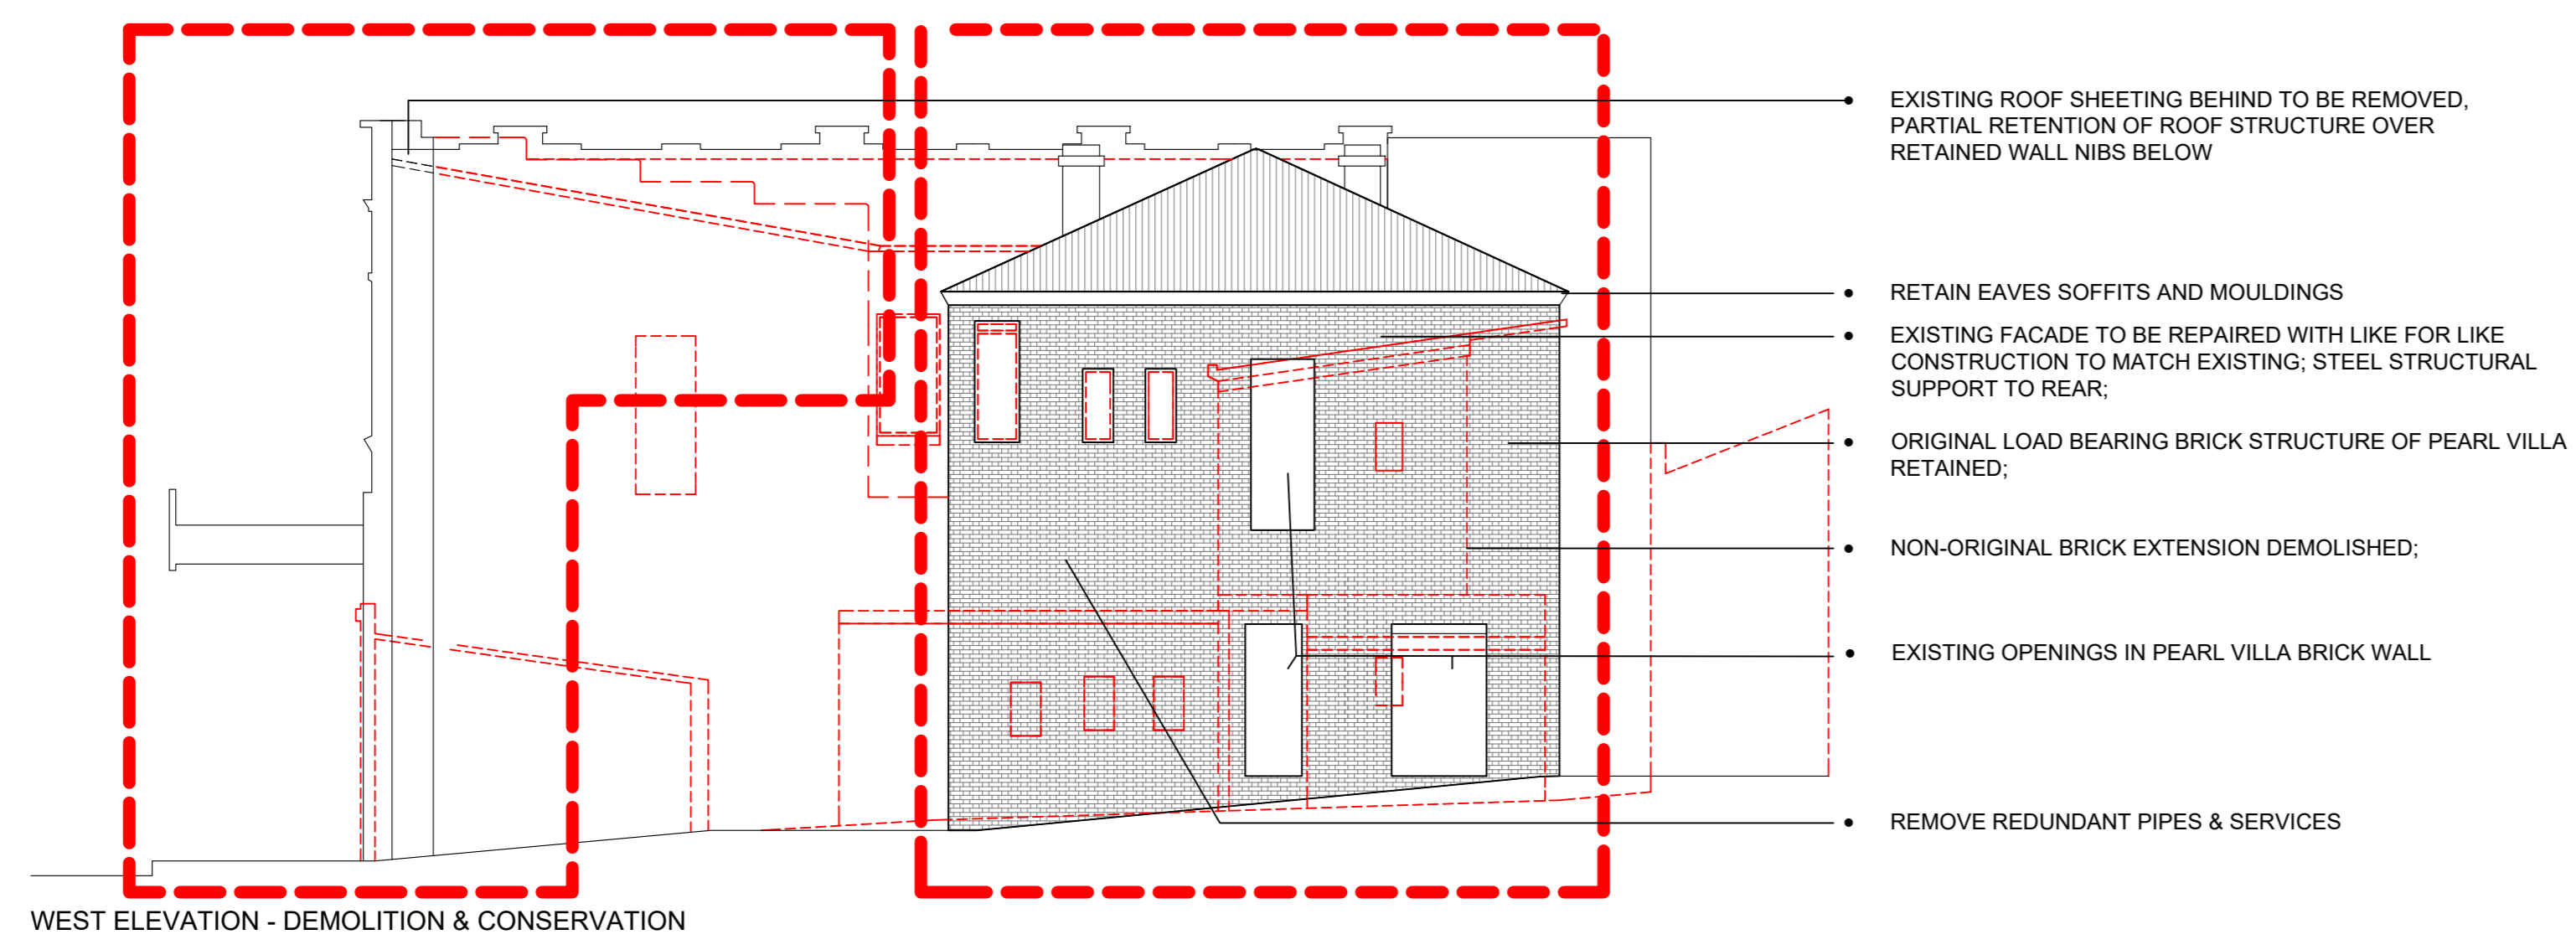 EXISTING ROOF SHEETING BEHIND TO BE REMOVED,
PARTIAL RETENTION OF ROOF STRUCTURE OVER
RETAINED WALL NIBS BELOW
RETAIN EAVES SOFFITS AND MOULDINGS
EXISTING FACADE TO BE REPAIRED WITH LIKE FOR LIKE
CONSTRUCTION TO MATCH EXISTING; STEEL STRUCTURAL
SUPPORT TO REAR;
ORIGINAL LOAD BEARING BRICK STRUCTURE OF PEARL VILLA
RETAINED;
NON-ORIGINAL BRICK EXTENSION DEMOLISHED;
EXISTING OPENINGS IN PEARL VILLA BRICK WALL
REMOVE REDUNDANT PIPES & SERVICES
WEST ELEVATION - DEMOLITION & CONSERVATION